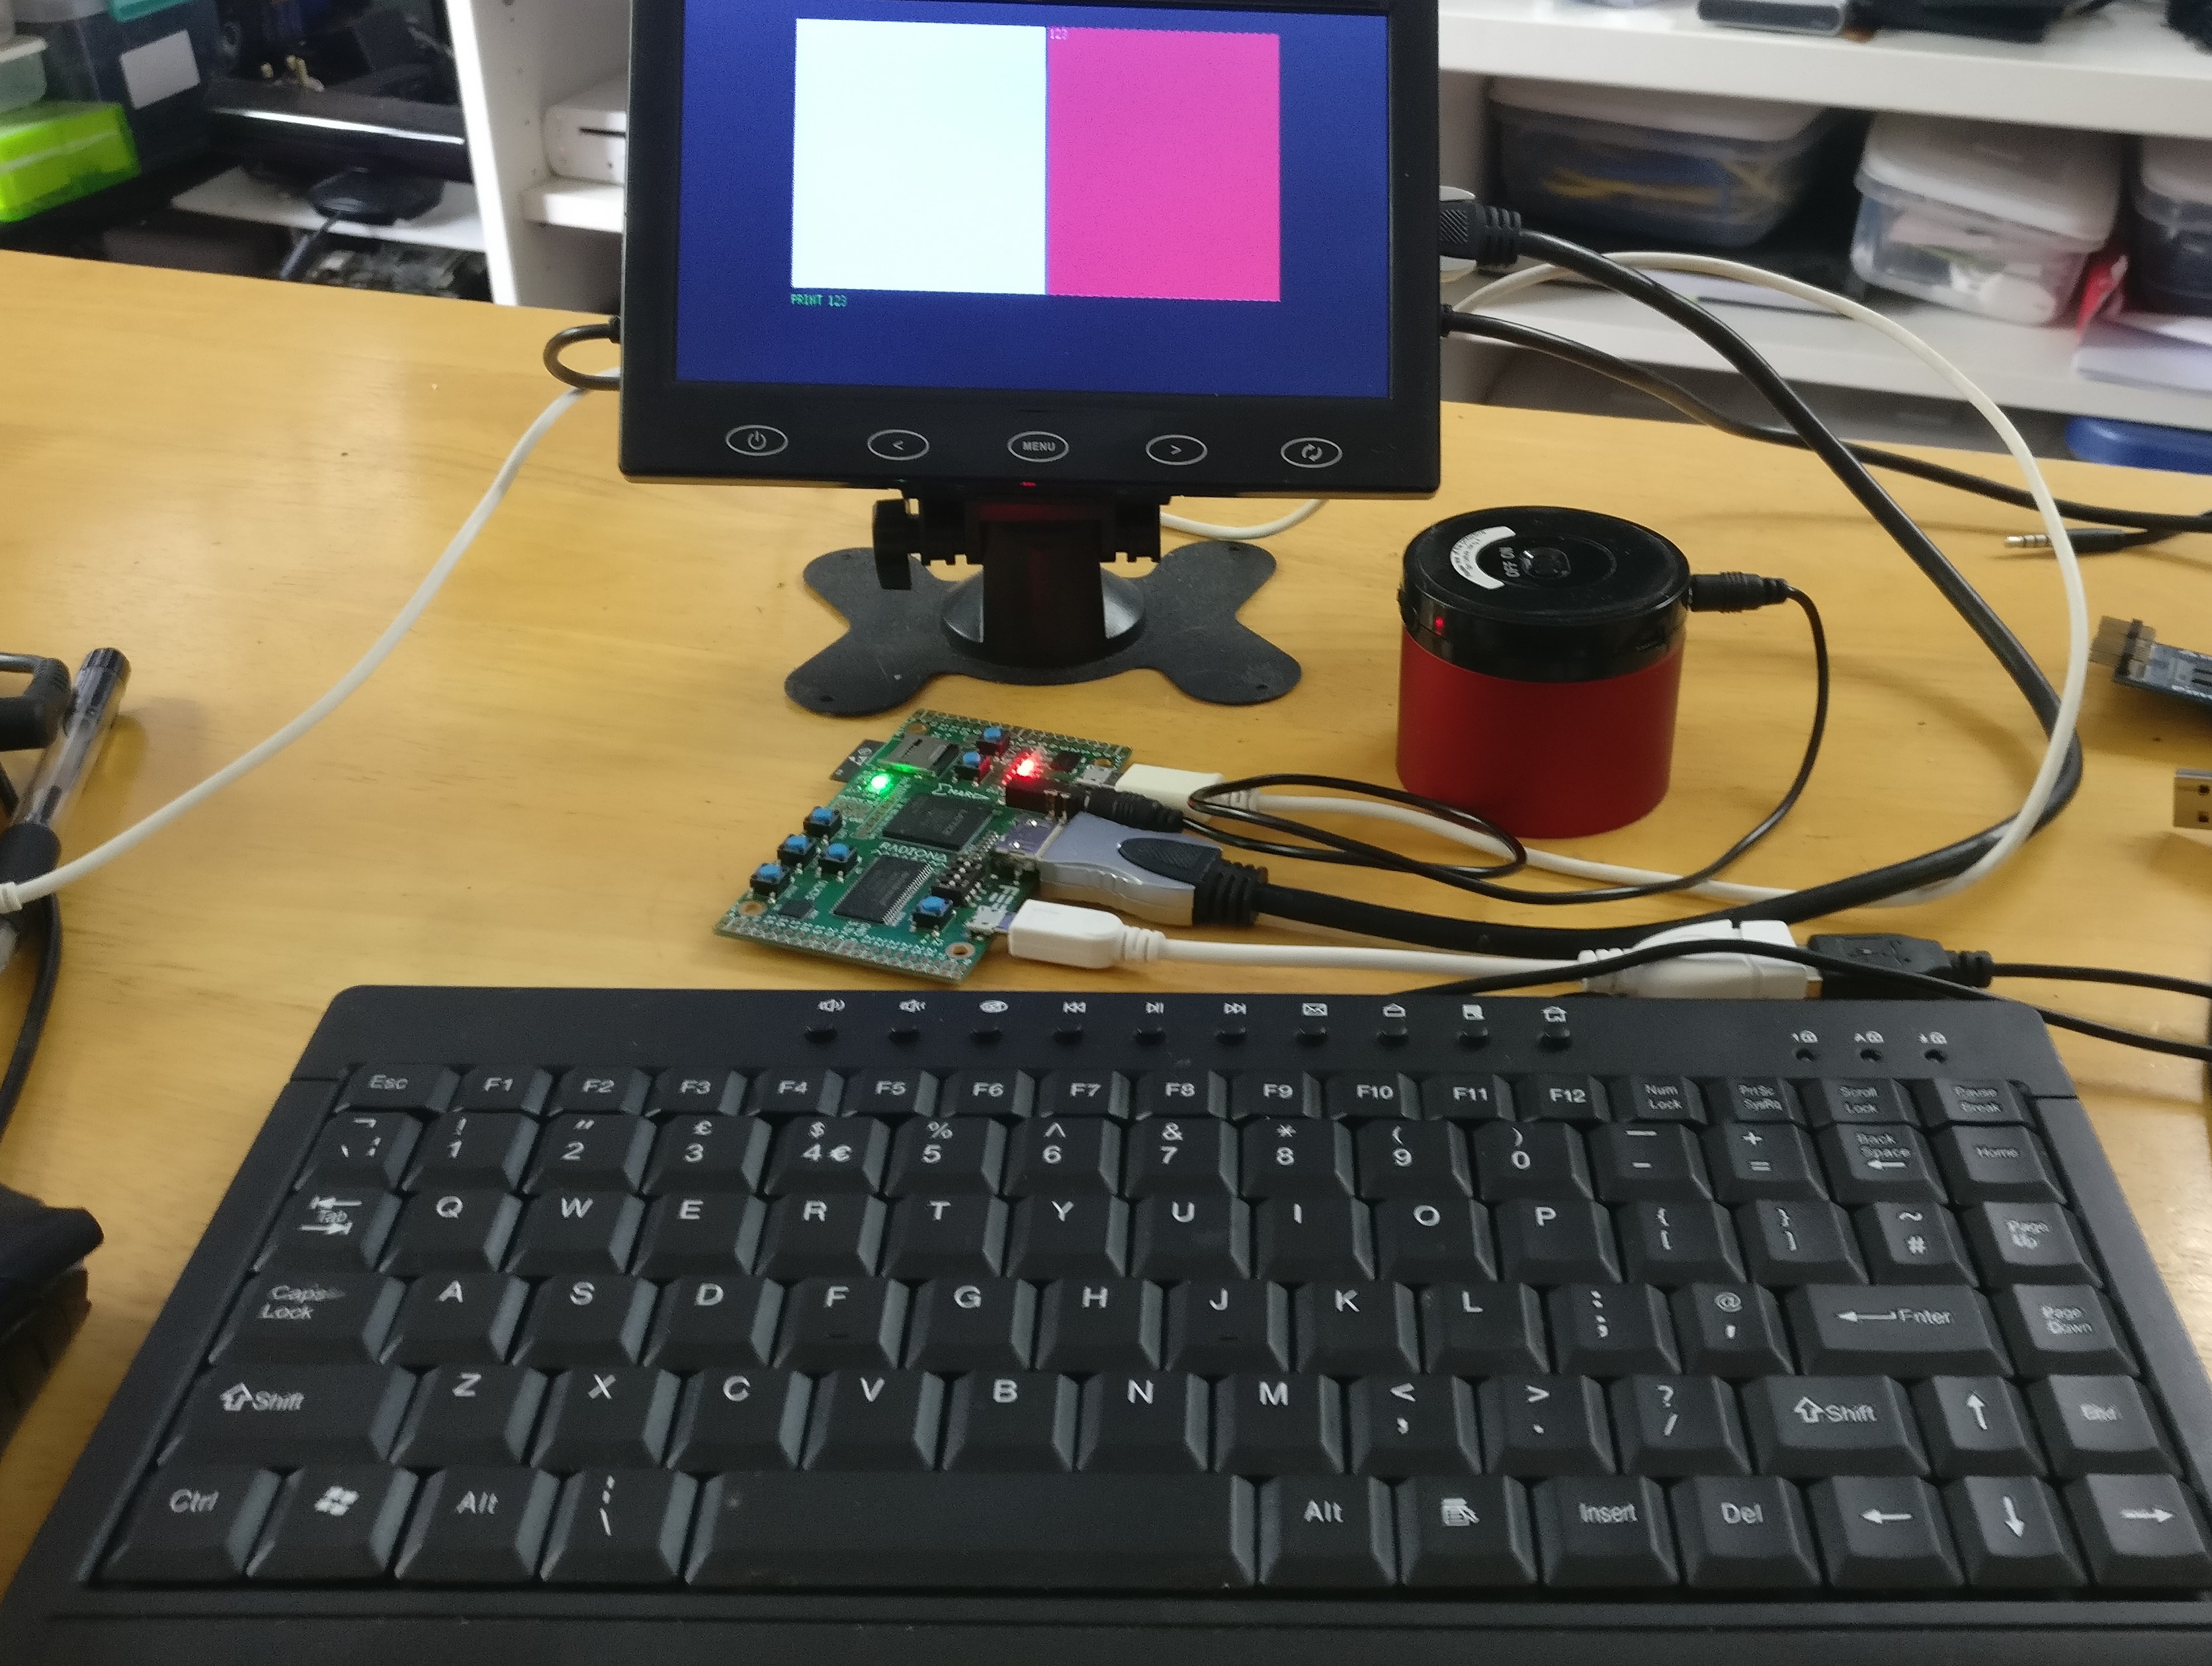 123
PRINT 123
< MENU >
OFF ON
RADIONA
Esc F1 F2 F3 F4 F5 F6 F7 F8 F9 F10 F11 F12 Num Lock PrtSc SysRq Scroll Lock Pause Break
¬ ! " £ $ % ^ & * ( ) — +
\ ¦ 1 2 3 4 € 5 6 7 8 9 0 - = Back Space Home
Tab Q W E R T Y U I O P { [ } ] ~ # Page Up
Caps Lock A S D F G H J K L : ; @ ' Enter Page Down
Shift Z X C V B N M < , > . ? / Shift End
Ctrl Alt ¦ \ Alt Insert Del